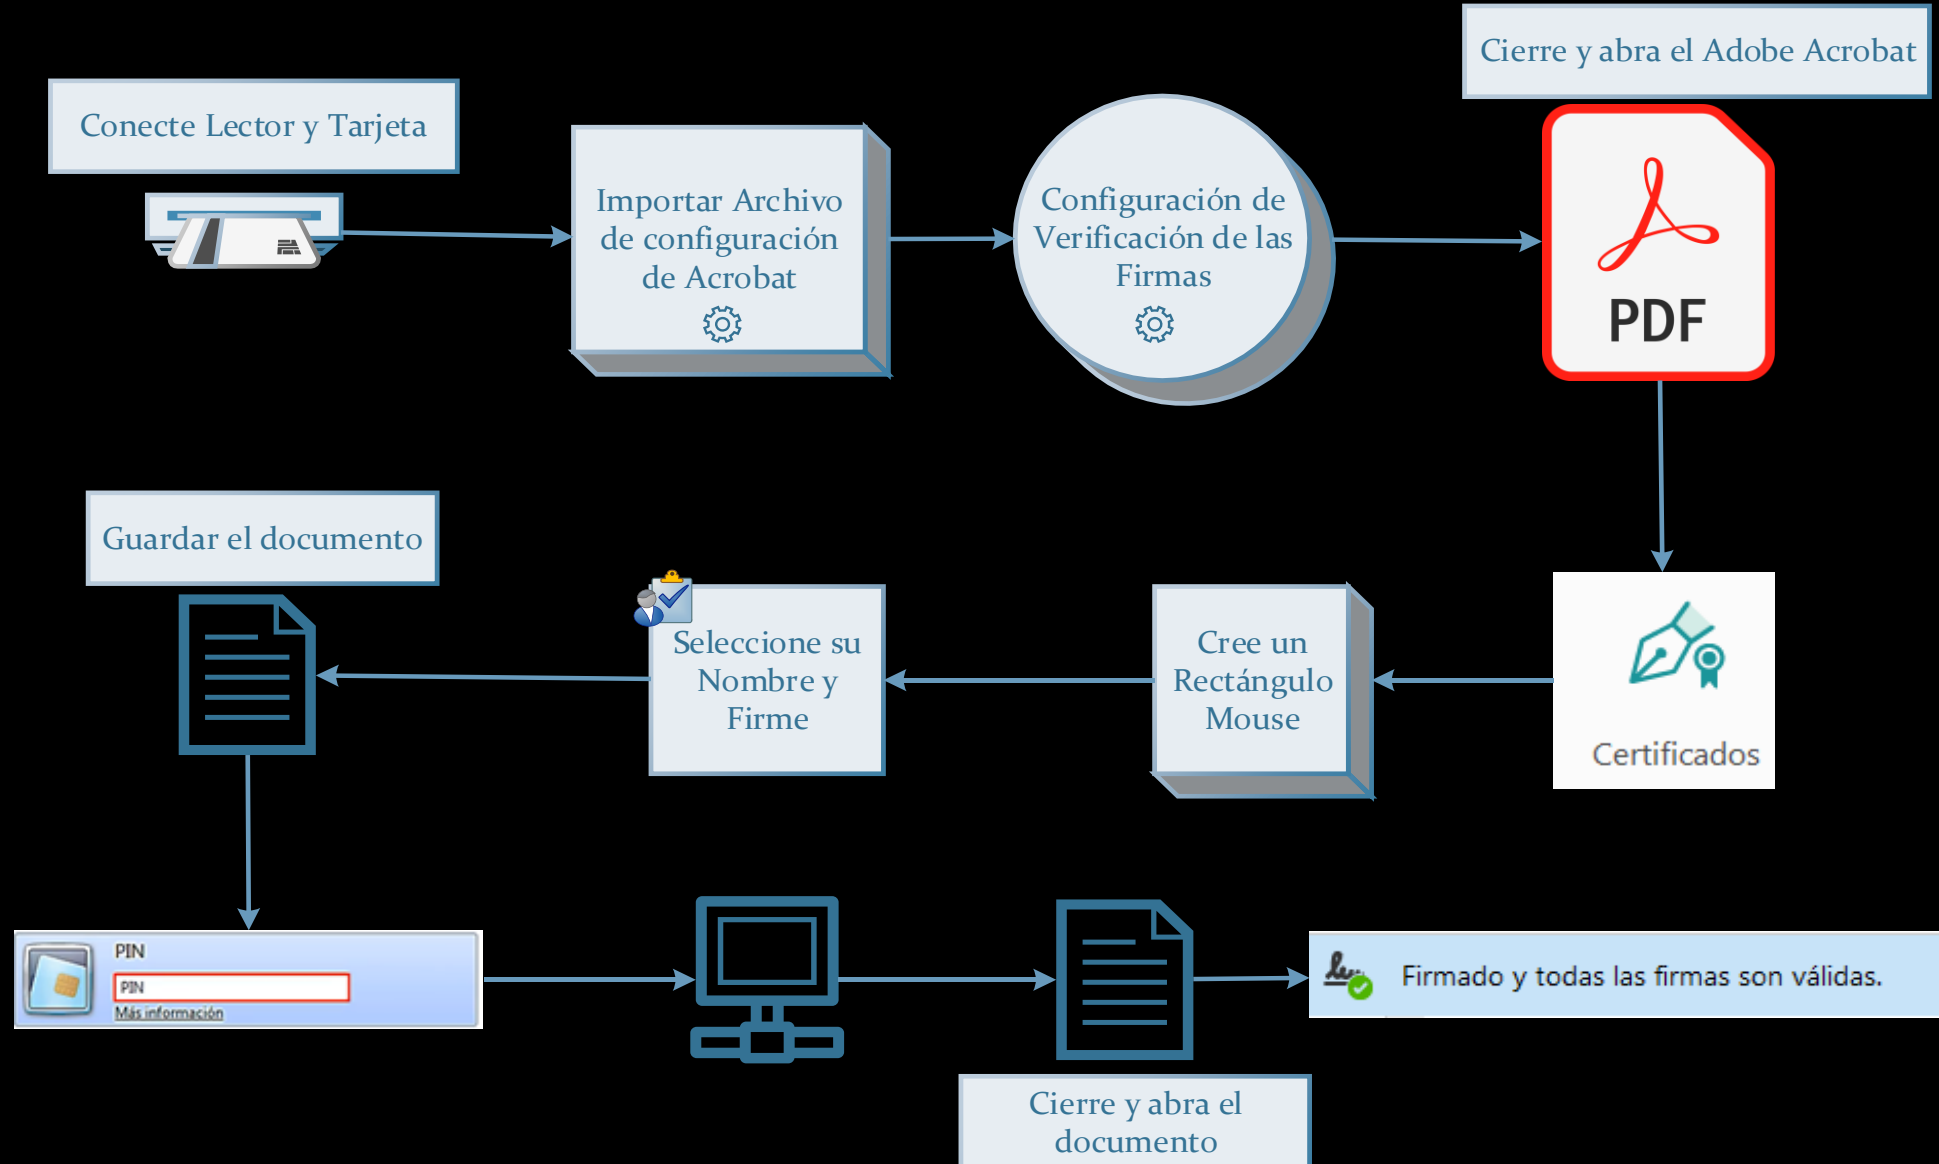 Conecte Lector y Tarjeta
Importar Archivo
de configuración
de Acrobat
Configuración de
Verificación de las
Firmas
Cierre y abra el Adobe Acrobat
PDF
Certificados
Cree un
Rectángulo
Mouse
Seleccione su
Nombre y
Firme
Guardar el documento
PIN
PIN
Más información
Cierre y abra el
documento
Firmado y todas las firmas son válidas.